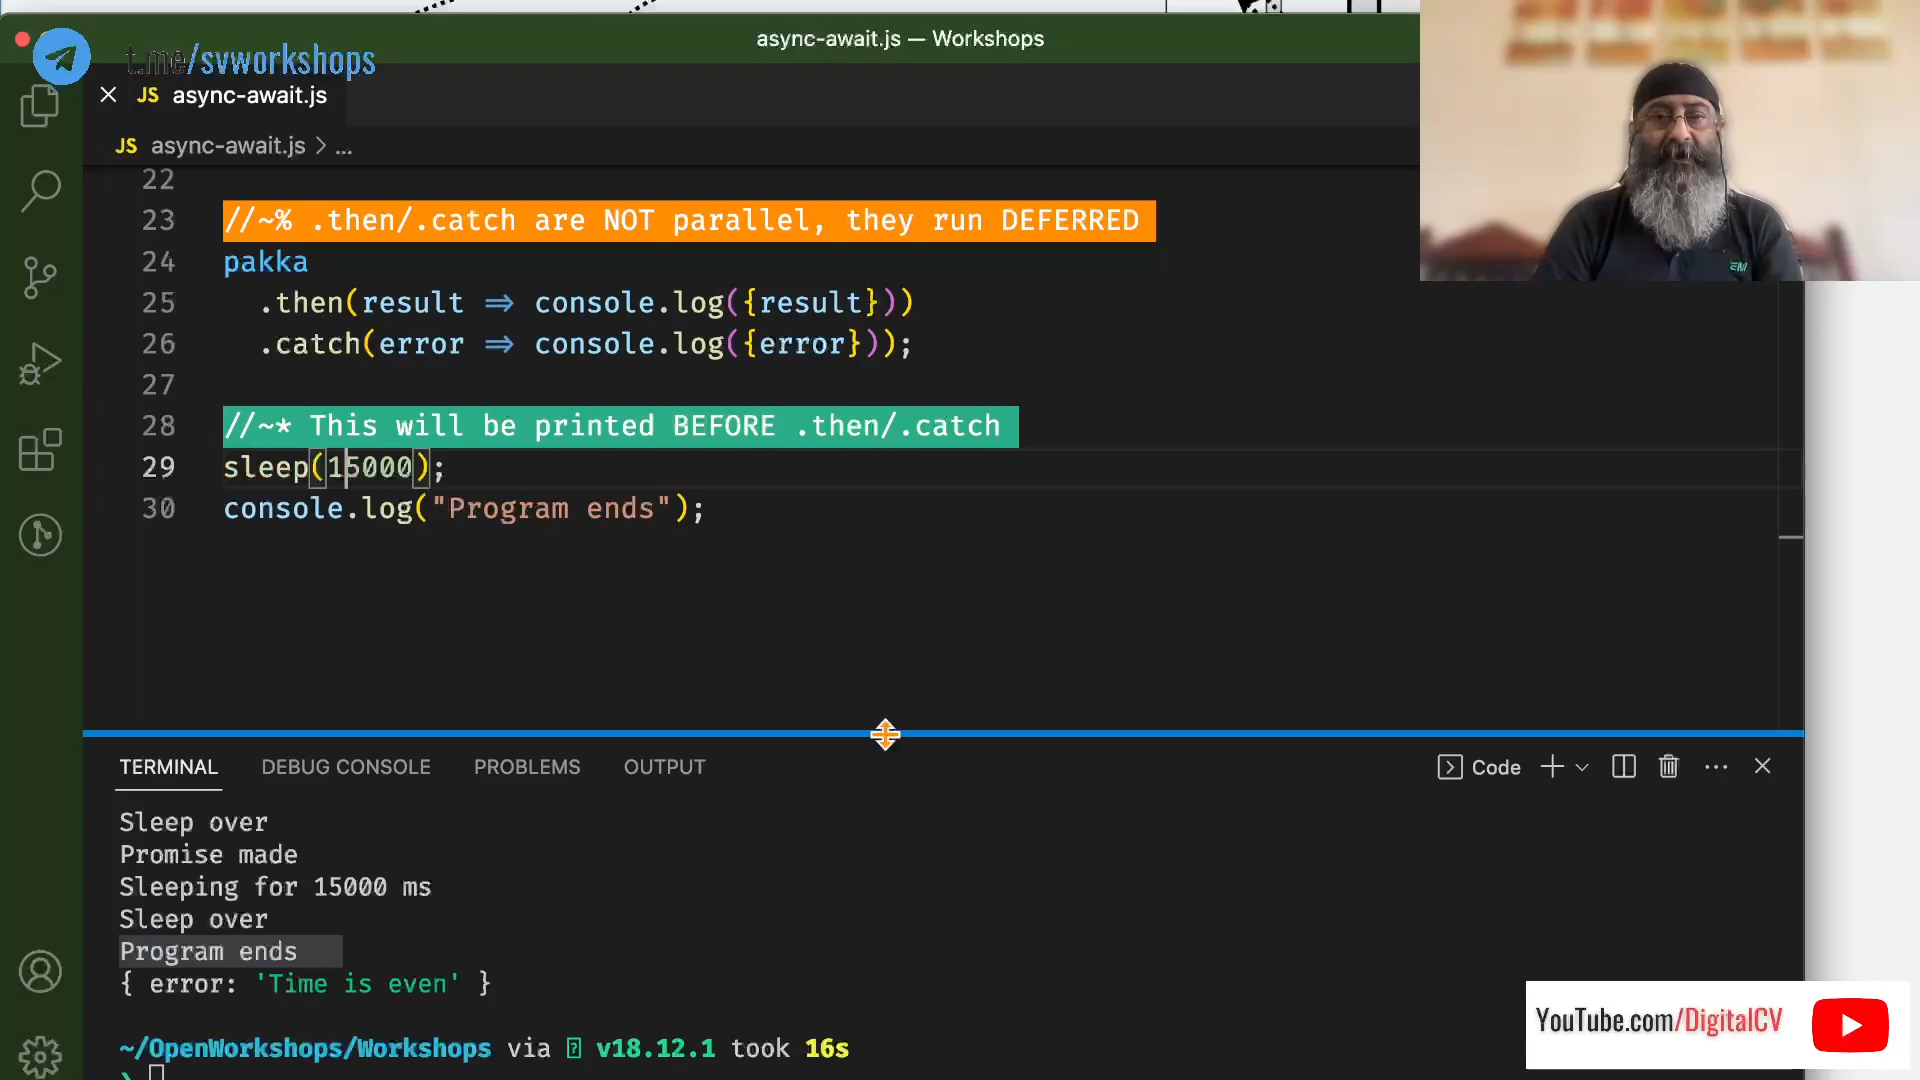 async-await.js — Workshops
t.me/svworkshops
JS async-await.js
JS async-await.js > ...
22
23 //~% .then/.catch are NOT parallel, they run DEFERRED
24 pakka
25 .then(result ⇒ console.log({result}))
26 .catch(error ⇒ console.log({error}));
27
28 //~* This will be printed BEFORE .then/.catch
29 sleep(15000);
30 console.log("Program ends");
TERMINAL DEBUG CONSOLE PROBLEMS OUTPUT Code
Sleep over
Promise made
Sleeping for 15000 ms
Sleep over
Program ends
{ error: 'Time is even' }
~/OpenWorkshops/Workshops via v18.12.1 took 16s
❯
YouTube.com/DigitalCV